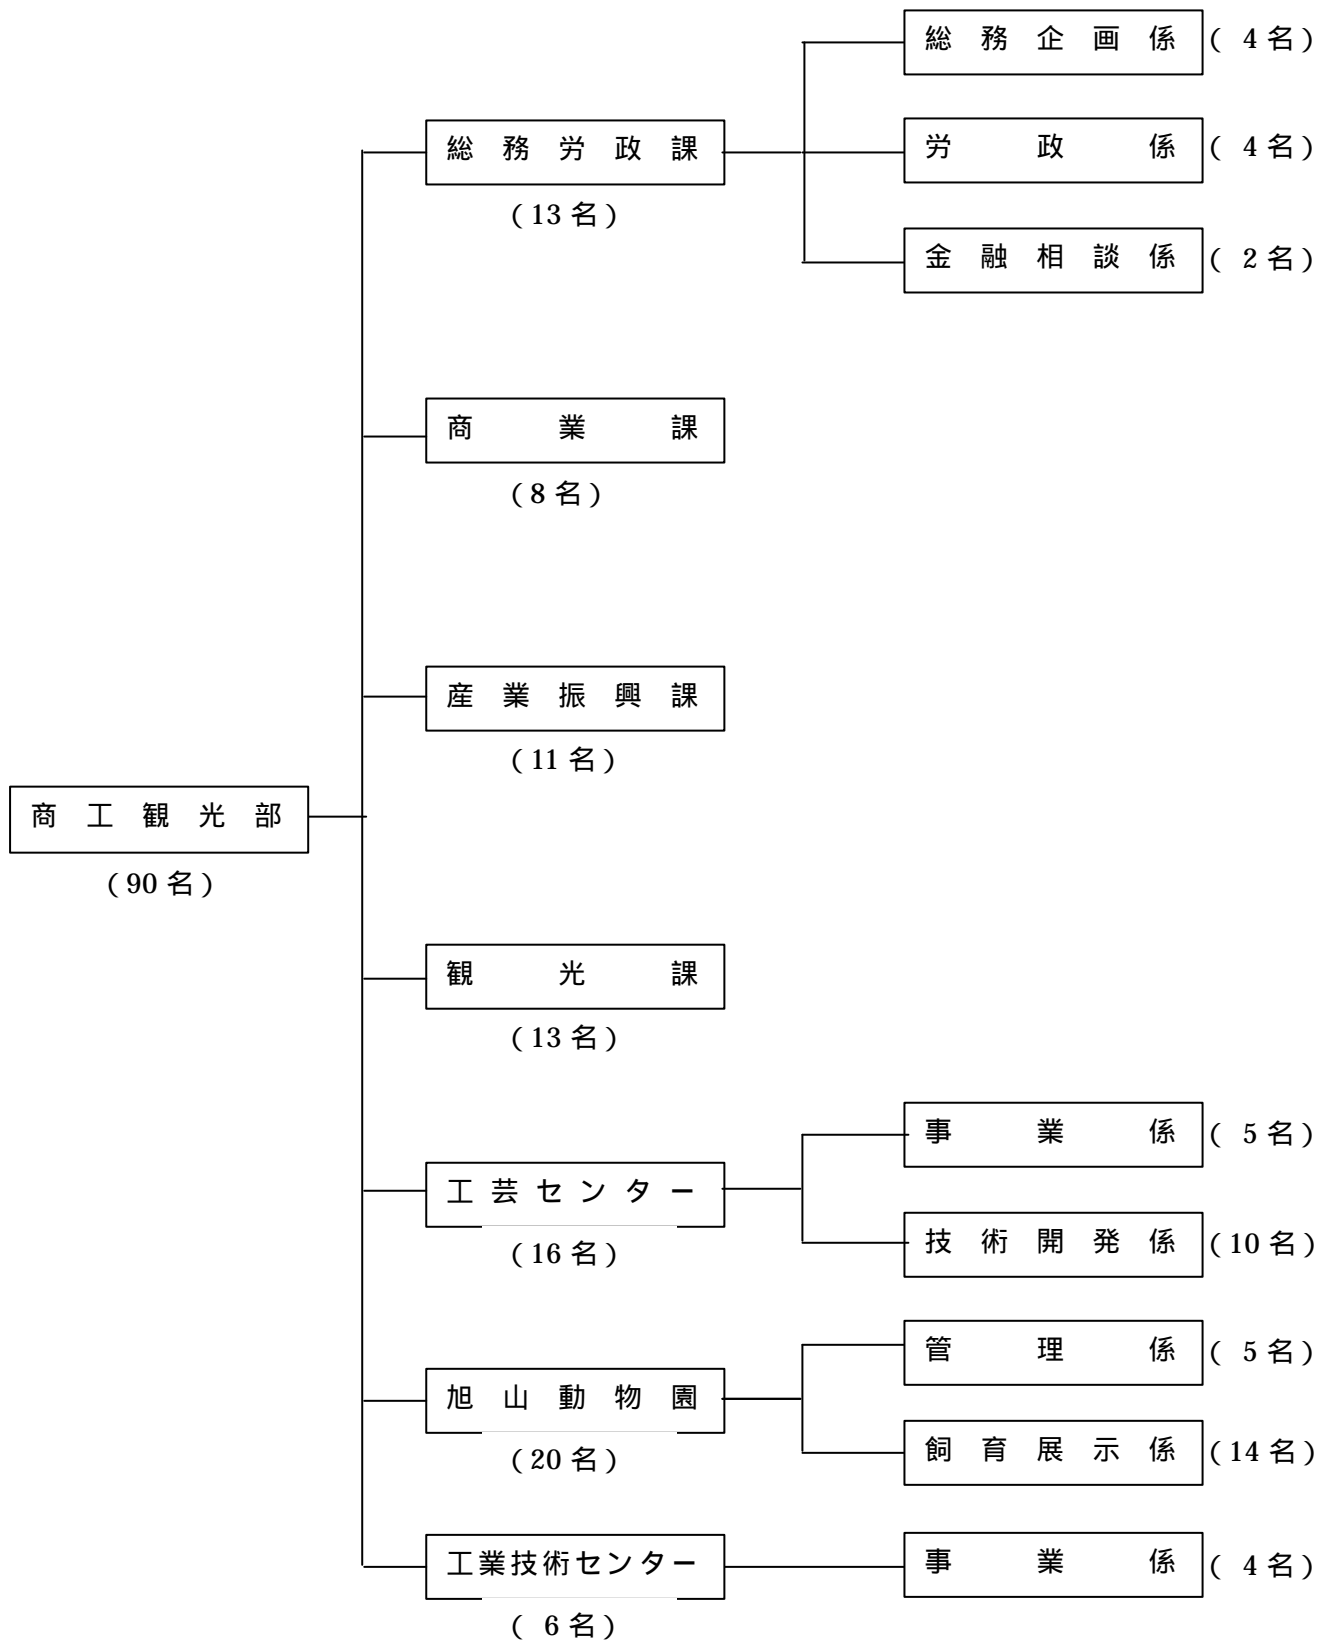 総務企画係 ( 4名)
総務労政課 労政係 ( 4名)
(13名)
金融相談係 ( 2名)
商業課
(8名)
産業振興課
(11名)
商工観光部
(90名)
観光課
(13名)
事業係 ( 5名)
工芸センター
(16名)
技術開発係 (10名)
管理係 ( 5名)
旭山動物園
(20名)
飼育展示係 (14名)
工業技術センター 事業係 ( 4名)
( 6名)